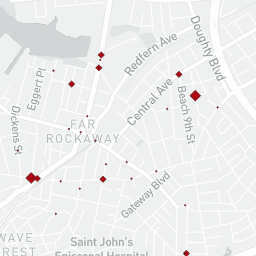 Redfern Ave
Doughty Blvd
Eggert Pl
Central Ave
Beach 9th St
Dickens St
FAR
ROCKAWAY
Gateway Blvd
WAVE
CREST
Saint John's
Episcopal Hospital